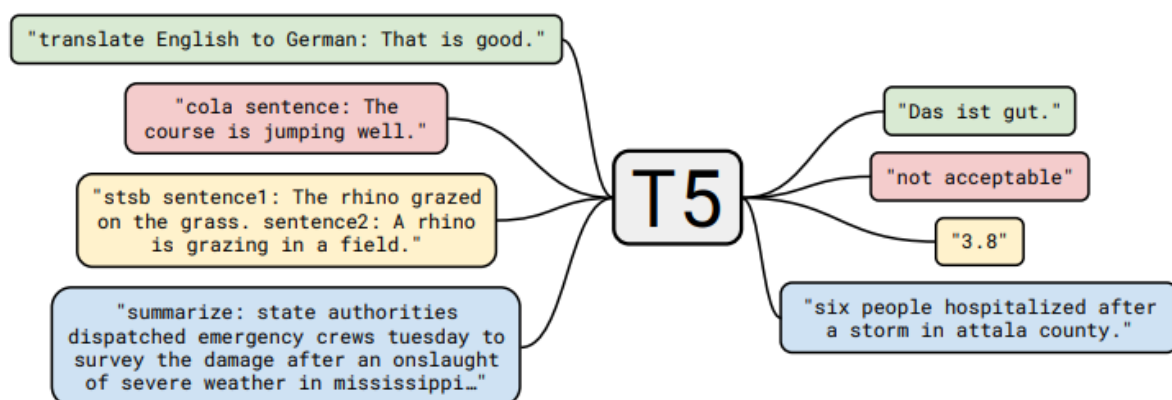 "translate English to German: That is good."
"cola sentence: The
course is jumping well."
"stsb sentence1: The rhino grazed
on the grass. sentence2: A rhino
is grazing in a field."
"summarize: state authorities
dispatched emergency crews tuesday to
survey the damage after an onslaught
of severe weather in mississippi…"
T5
"Das ist gut."
"not acceptable"
"3.8"
"six people hospitalized after
a storm in attala county."